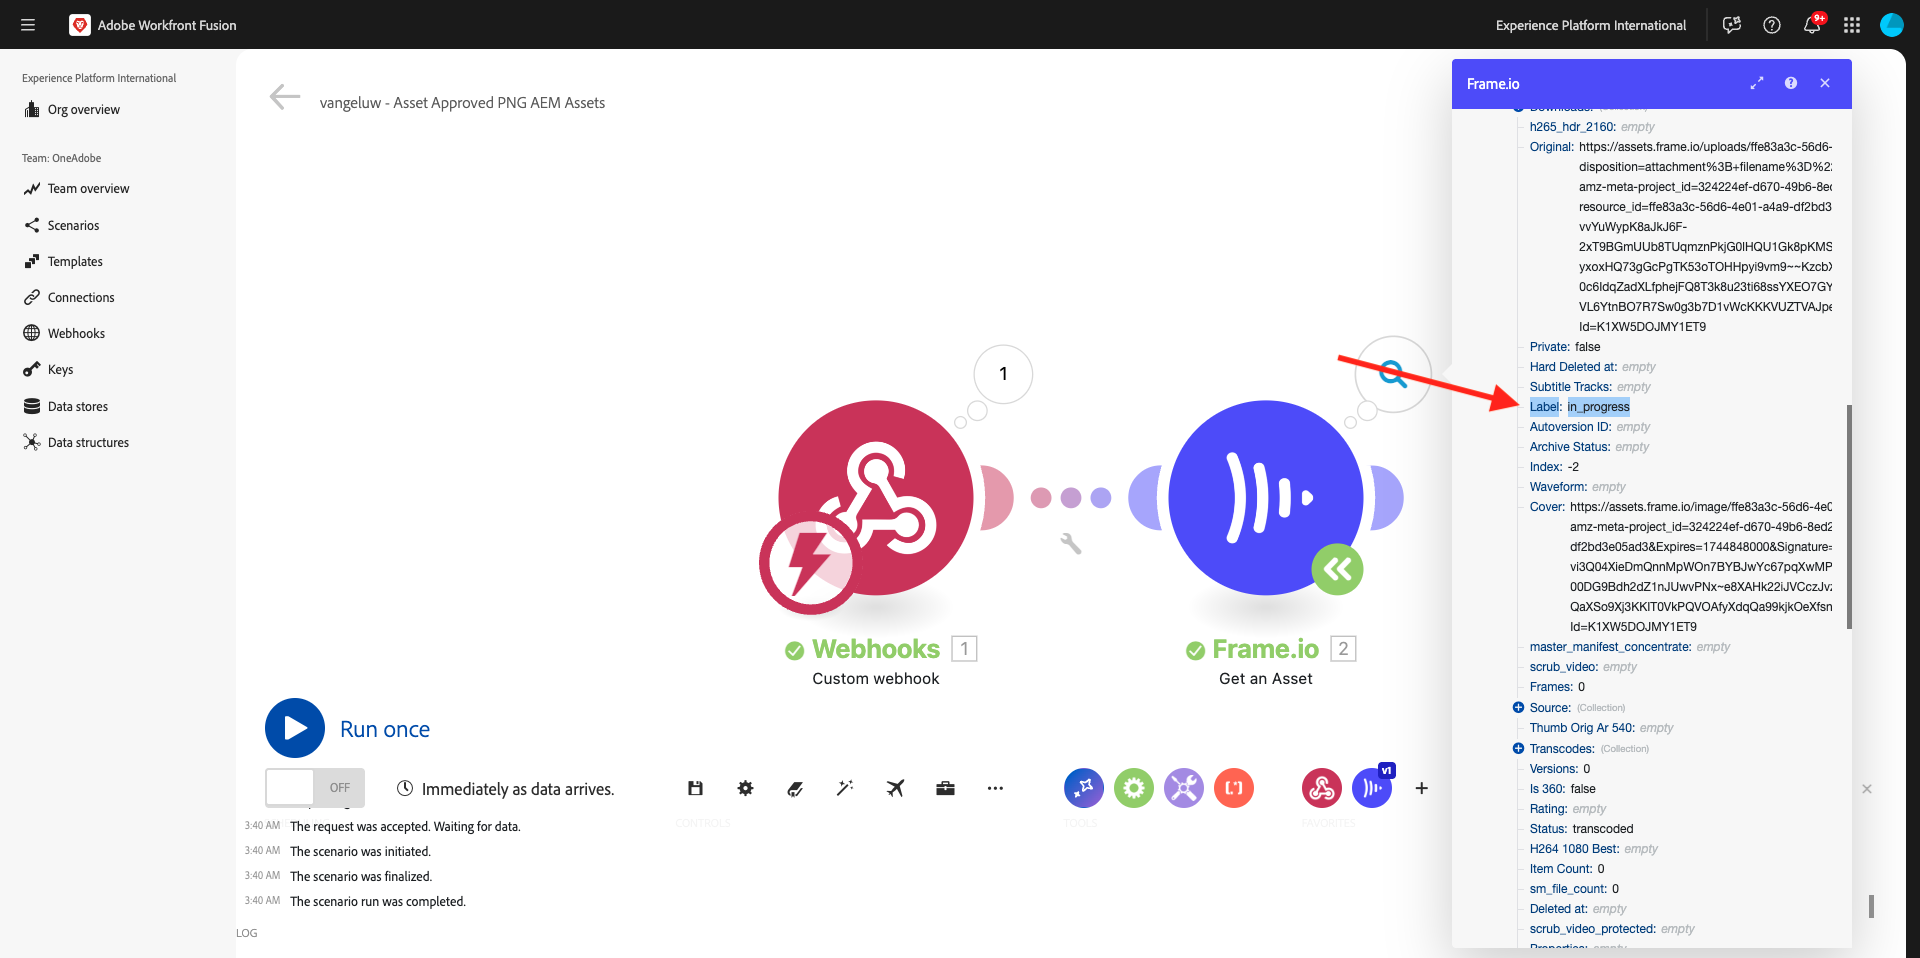 Adobe Workfront Fusion
Experience Platform International
9+
Experience Platform International
Org overview
Team: OneAdobe
Team overview
Scenarios
Templates
Connections
Webhooks
Keys
Data stores
Data structures
vangeluw - Asset Approved PNG AEM Assets
1
Webhooks 1
Custom webhook
Frame.io 2
Get an Asset
Run once
OFF
Immediately as data arrives.
CONTROLS
TOOLS
v1
FAVORITES
3:40 AM The request was accepted. Waiting for data.
3:40 AM The scenario was initiated.
3:40 AM The scenario was finalized.
3:40 AM The scenario run was completed.
LOG
Frame.io
h265_hdr_2160: empty
Original: https://assets.frame.io/uploads/ffe83a3c-56d6-
disposition=attachment%3B+filename%3D%2
amz-meta-project_id=324224ef-d670-49b6-8e
resource_id=ffe83a3c-56d6-4e01-a4a9-df2bd3
vvYuWypK8aJkJ6F-
2xT9BGmUUb8TUqmznPkjG0lHQU1Gk8pKMS
yxoxHQ73gGcPgTK53oTOHHpyi9vm9~~Kzcb
0c6IdqZadXLfphejFQ8T3k8u23ti68ssYXEO7GY
VL6YtnBO7R7Sw0g3b7D1vWcKKKVUZTVAJpe
Id=K1XW5DOJMY1ET9
Private: false
Hard Deleted at: empty
Subtitle Tracks: empty
Label: in_progress
Autoversion ID: empty
Archive Status: empty
Index: -2
Waveform: empty
Cover: https://assets.frame.io/image/ffe83a3c-56d6-4e0
amz-meta-project_id=324224ef-d670-49b6-8ed2
df2bd3e05ad3&Expires=1744848000&Signature=
vi3Q04XieDmQnnMpWOn7BYBJwYc67pqXwMP
00DG9Bdh2dZ1nJUwvPNx~e8XAHk22iJVCczJv
QaXSo9Xj3KKIT0VkPQVOAfyXdqQa99kjkOeXfsn
Id=K1XW5DOJMY1ET9
master_manifest_concentrate: empty
scrub_video: empty
Frames: 0
Source: (Collection)
Thumb Orig Ar 540: empty
Transcodes: (Collection)
Versions: 0
Is 360: false
Rating: empty
Status: transcoded
H264 1080 Best: empty
Item Count: 0
sm_file_count: 0
Deleted at: empty
scrub_video_protected: empty
Properties: empty